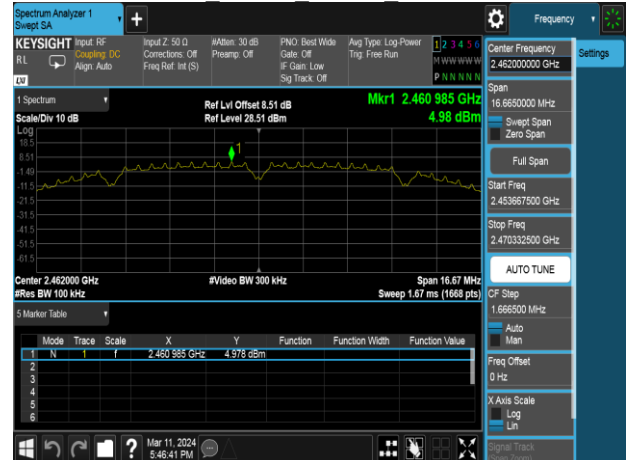 Spectrum Analyzer 1
Swept SA
Frequency
KEYSIGHT
RL
Input: RF
Coupling: DC
Align: Auto
Input Z: 50 Ω
Corrections: Off
Freq Ref: Int (S)
#Atten: 30 dB
Preamp: Off
PNO: Best Wide
Gate: Off
IF Gain: Low
Sig Track: Off
Avg Type: Log-Power
Trig: Free Run
1 2 3 4 5 6
M W W W W W
P N N N N N
1 Spectrum
Scale/Div 10 dB
Ref Lvl Offset 8.51 dB
Ref Level 28.51 dBm
Mkr1 2.460 985 GHz
4.98 dBm
Log
18.5
8.51
-1.49
-11.5
-21.5
-31.5
-41.5
-51.5
-61.5
1
Center 2.462000 GHz
#Res BW 100 kHz
#Video BW 300 kHz
Span 16.67 MHz
Sweep 1.67 ms (1668 pts)
5 Marker Table
Mode Trace Scale X Y Function Function Width Function Value
1 N 1 f 2.460 985 GHz 4.978 dBm
2
3
4
5
6
Mar 11, 2024
5:46:41 PM
Center Frequency
2.462000000 GHz
Settings
Span
16.6650000 MHz
Swept Span
Zero Span
Full Span
Start Freq
2.453667500 GHz
Stop Freq
2.470332500 GHz
AUTO TUNE
CF Step
1.666500 MHz
Auto
Man
Freq Offset
0 Hz
X Axis Scale
Log
Lin
Signal Track
(Span Zoom)